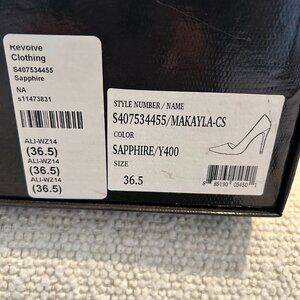 Revolve
Clothing
S407534455
Sapphire
NA
s11473831
ALI-WZ14
(36.5)
ALI-WZ14
(36.5)
ALI-WZ14
(36.5)
STYLE NUMBER / NAME
S407534455/MAKAYLA-CS
COLOR
SAPPHIRE/Y400
SIZE
36.5